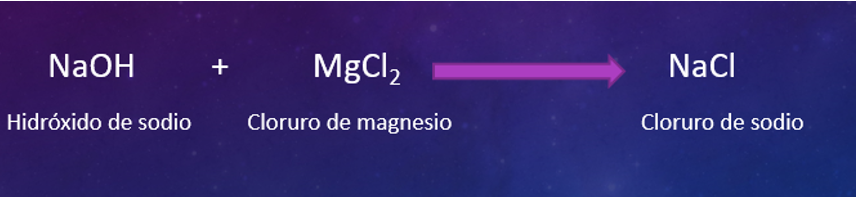 NaOH + MgCl₂ NaCl
Hidróxido de sodio Cloruro de magnesio Cloruro de sodio